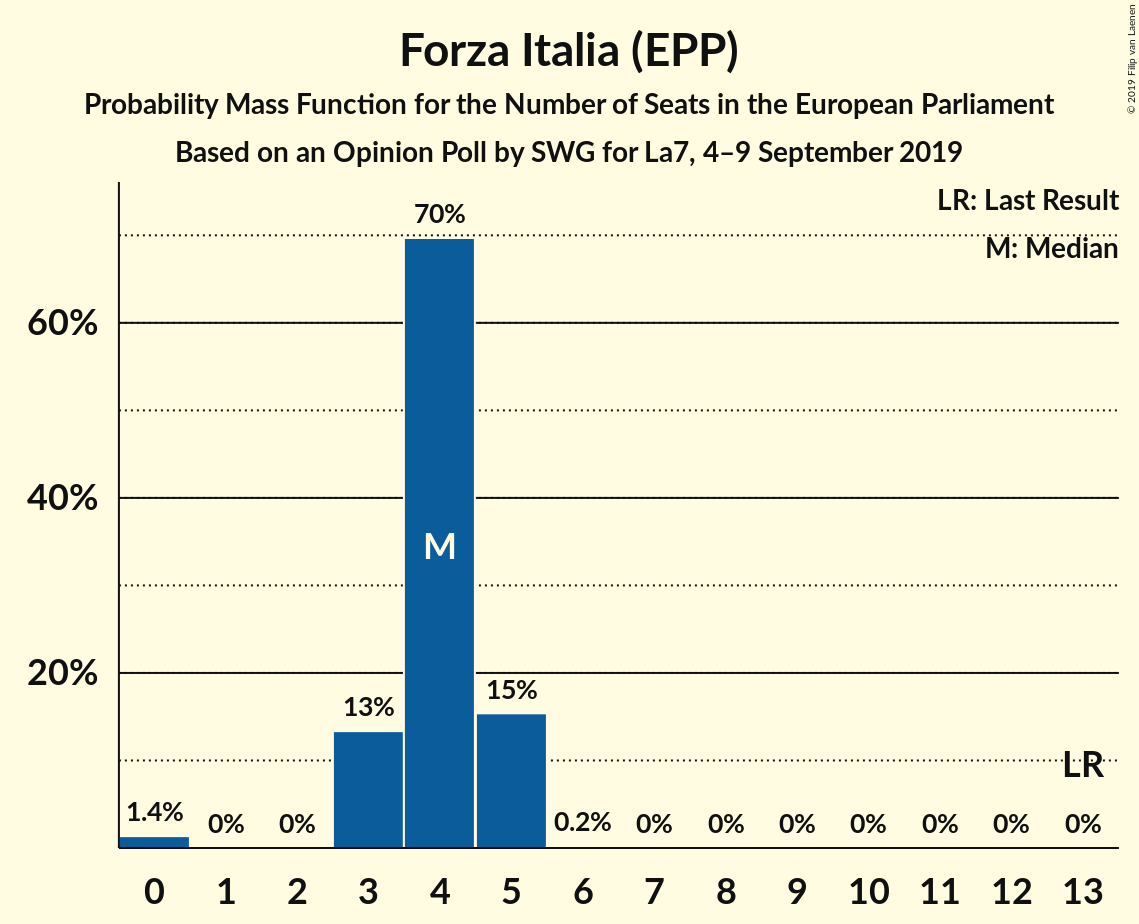 Forza Italia (EPP)
Probability Mass Function for the Number of Seats in the European Parliament
Based on an Opinion Poll by SWG for La7, 4–9 September 2019
© 2019 Filip van Laenen
LR: Last Result
M: Median
60%
40%
20%
1.4%
0%
0%
13%
70%
M
15%
0.2%
0%
0%
0%
0%
0%
0%
0%
LR
0 1 2 3 4 5 6 7 8 9 10 11 12 13